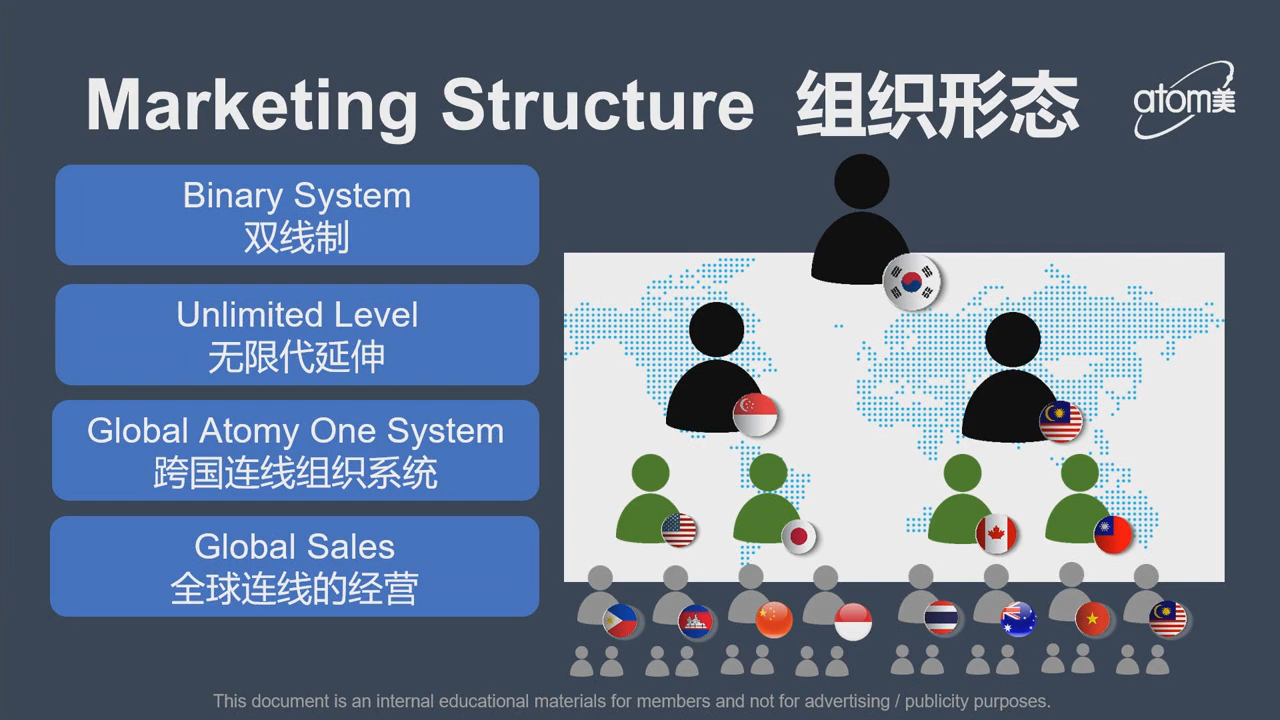 Marketing Structure 组织形态
atom美
Binary System
双线制
Unlimited Level
无限代延伸
Global Atomy One System
跨国连线组织系统
Global Sales
全球连线的经营
This document is an internal educational materials for members and not for advertising / publicity purposes.